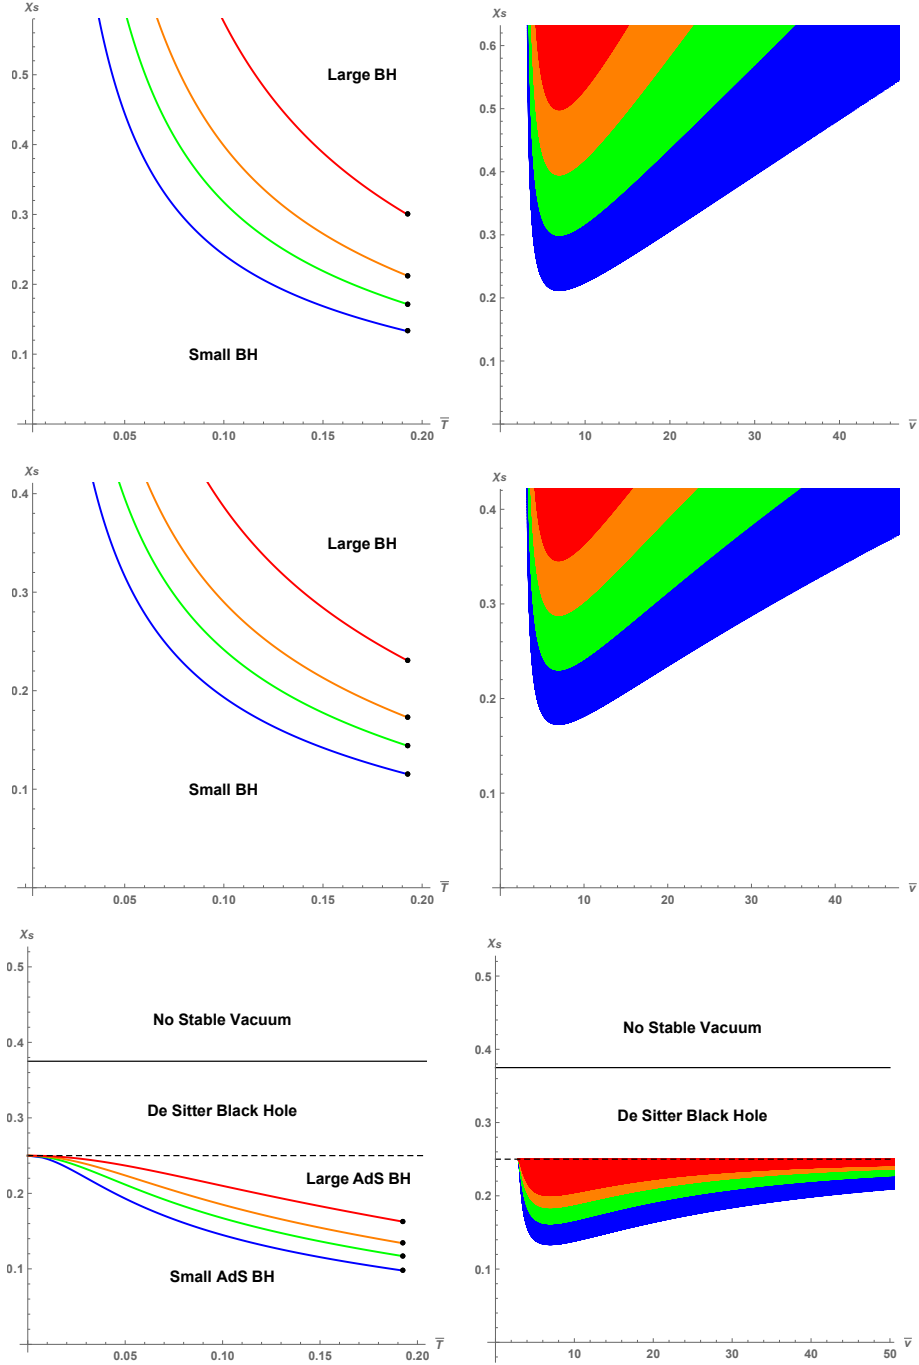 χs
0.5
0.4
0.3
0.2
0.1
Large BH
Small BH
0.05 0.10 0.15 0.20 T̅
χs
0.6
0.5
0.4
0.3
0.2
0.1
10 20 30 40 v̅
χs
0.4
0.3
0.2
0.1
Large BH
Small BH
0.05 0.10 0.15 0.20 T̅
χs
0.4
0.3
0.2
0.1
10 20 30 40 v̅
χs
0.5
0.4
0.3
0.2
0.1
No Stable Vacuum
De Sitter Black Hole
Large AdS BH
Small AdS BH
0.05 0.10 0.15 0.20 T̅
χs
0.5
0.4
0.3
0.2
0.1
No Stable Vacuum
De Sitter Black Hole
10 20 30 40 50 v̅